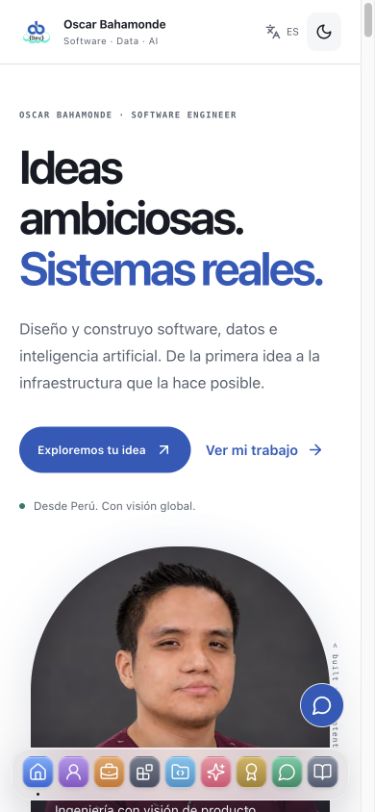 Oscar Bahamonde
Software · Data · AI
ES
OSCAR BAHAMONDE · SOFTWARE ENGINEER
Ideas
ambiciosas.
Sistemas reales.
Diseño y construyo software, datos e
inteligencia artificial. De la primera idea a la
infraestructura que la hace posible.
Exploremos tu idea
Ver mi trabajo
Desde Perú. Con visión global.
built
Ingeniería con visión de producto